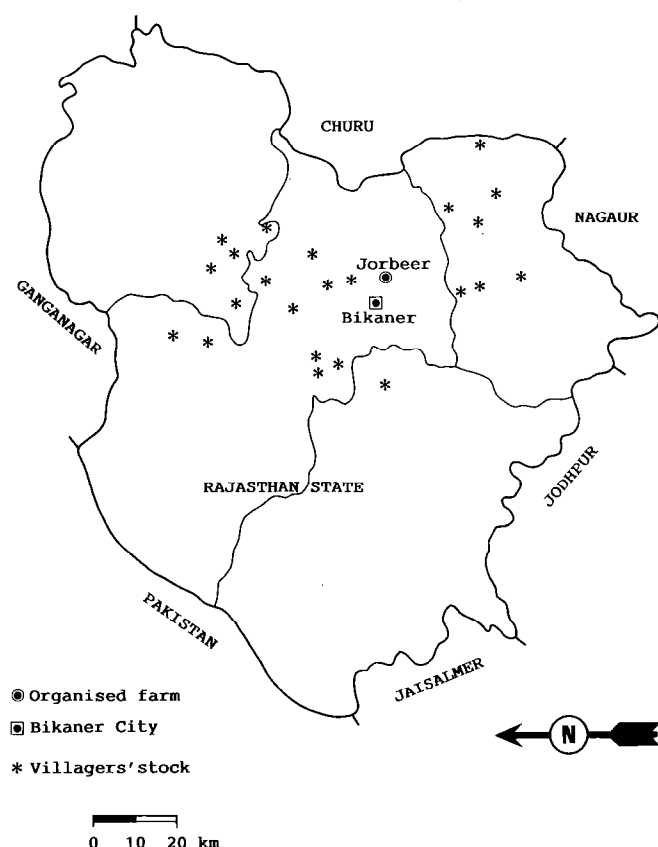 CHURU
NAGAUR
Jorbeer
GANGANAGAR
Bikaner
JODHPUR
RAJASTHAN STATE
PAKISTAN
JAISALMER
Organised farm
Bikaner City
* Villagers' stock
N
0 10 20 km